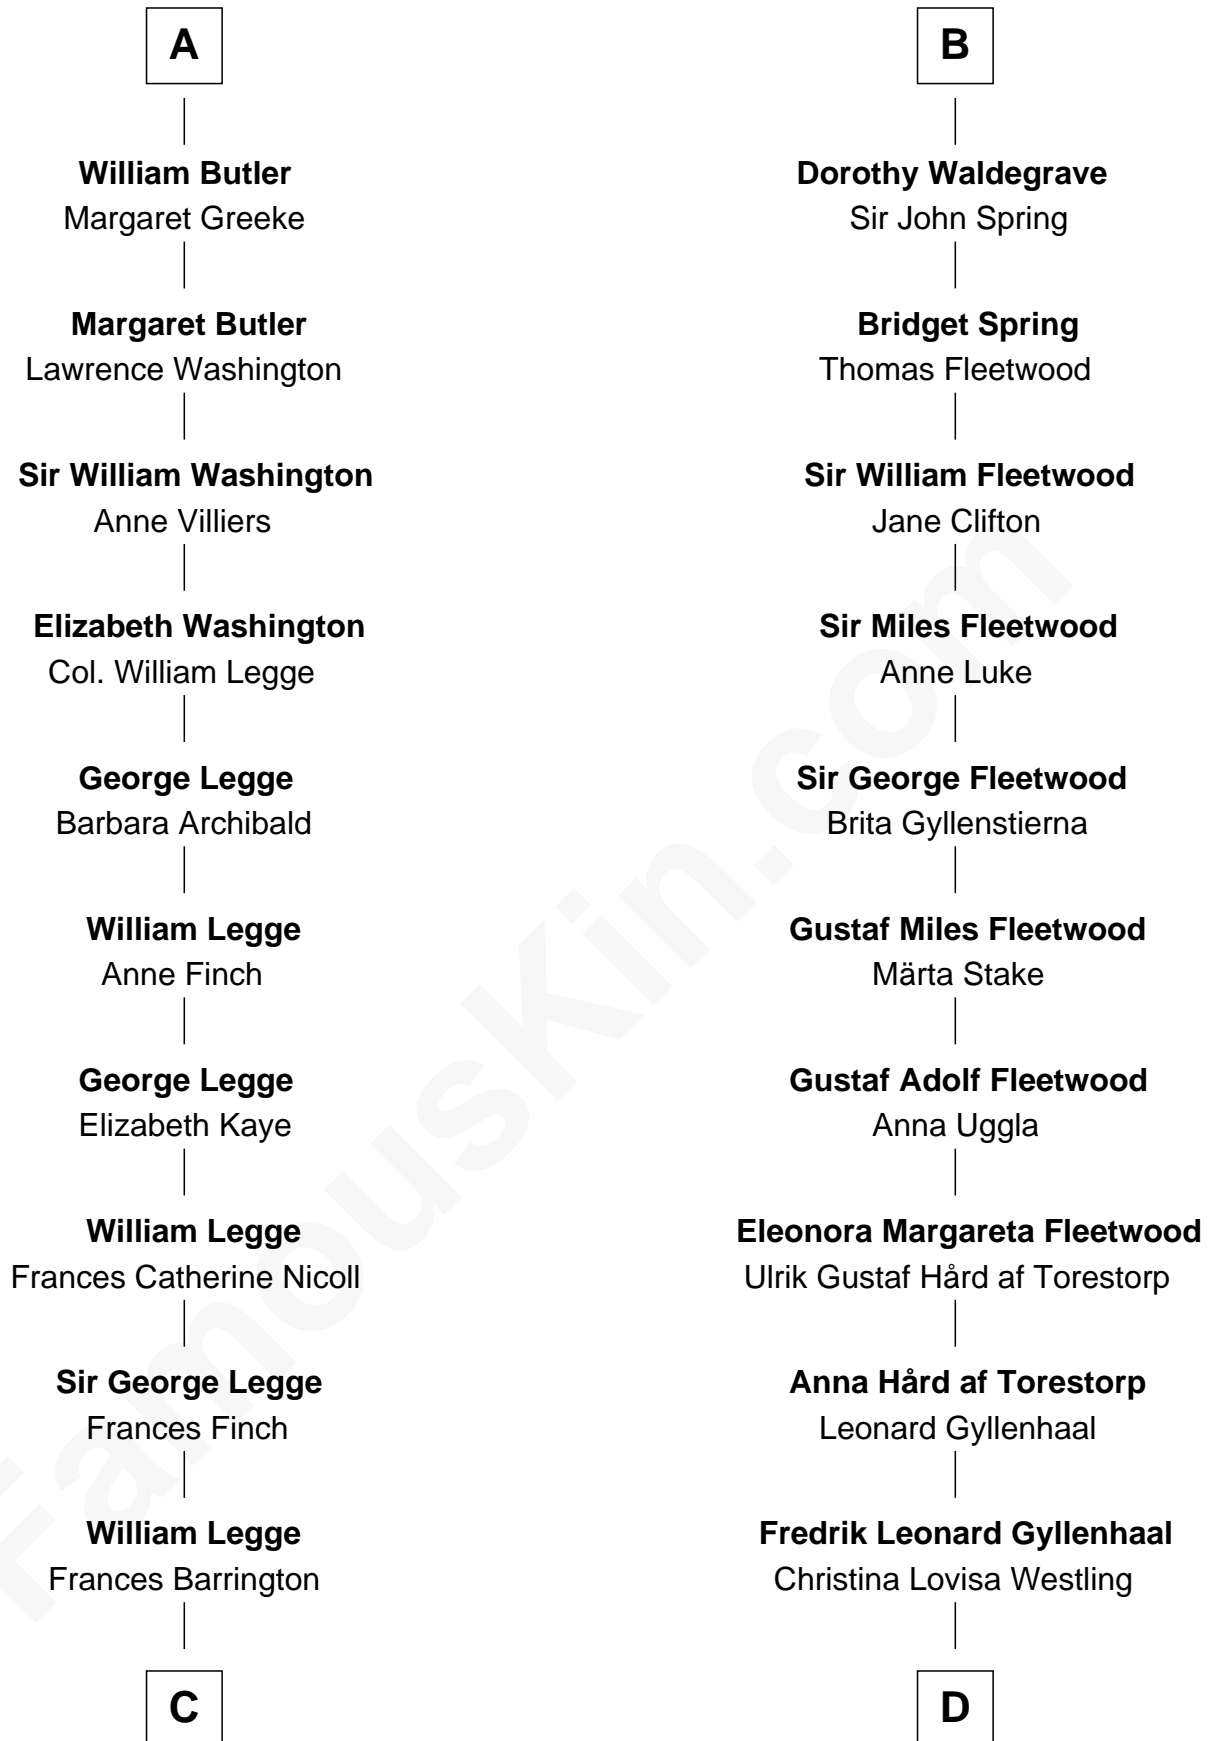 A
William Butler
Margaret Greeke
Margaret Butler
Lawrence Washington
Sir William Washington
Anne Villiers
Elizabeth Washington
Col. William Legge
George Legge
Barbara Archibald
William Legge
Anne Finch
George Legge
Elizabeth Kaye
William Legge
Frances Catherine Nicoll
Sir George Legge
Frances Finch
William Legge
Frances Barrington
C
B
Dorothy Waldegrave
Sir John Spring
Bridget Spring
Thomas Fleetwood
Sir William Fleetwood
Jane Clifton
Sir Miles Fleetwood
Anne Luke
Sir George Fleetwood
Brita Gyllenstierna
Gustaf Miles Fleetwood
Märta Stake
Gustaf Adolf Fleetwood
Anna Uggla
Eleonora Margareta Fleetwood
Ulrik Gustaf Hård af Torestorp
Anna Hård af Torestorp
Leonard Gyllenhaal
Fredrik Leonard Gyllenhaal
Christina Lovisa Westling
D
FamousKin.com